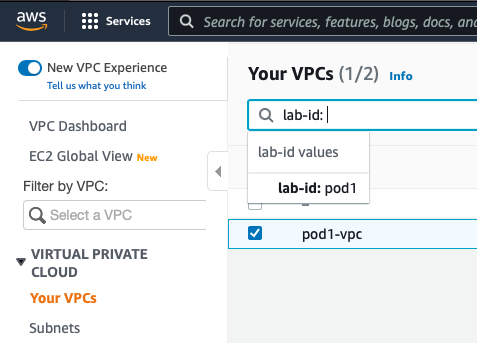 aws
Services
Search for services, features, blogs, docs, an
New VPC Experience
Tell us what you think
VPC Dashboard
EC2 Global View New
Filter by VPC:
Select a VPC
VIRTUAL PRIVATE
CLOUD
Your VPCs
Subnets
Your VPCs (1/2) Info
lab-id:
lab-id values
lab-id: pod1
–
pod1-vpc